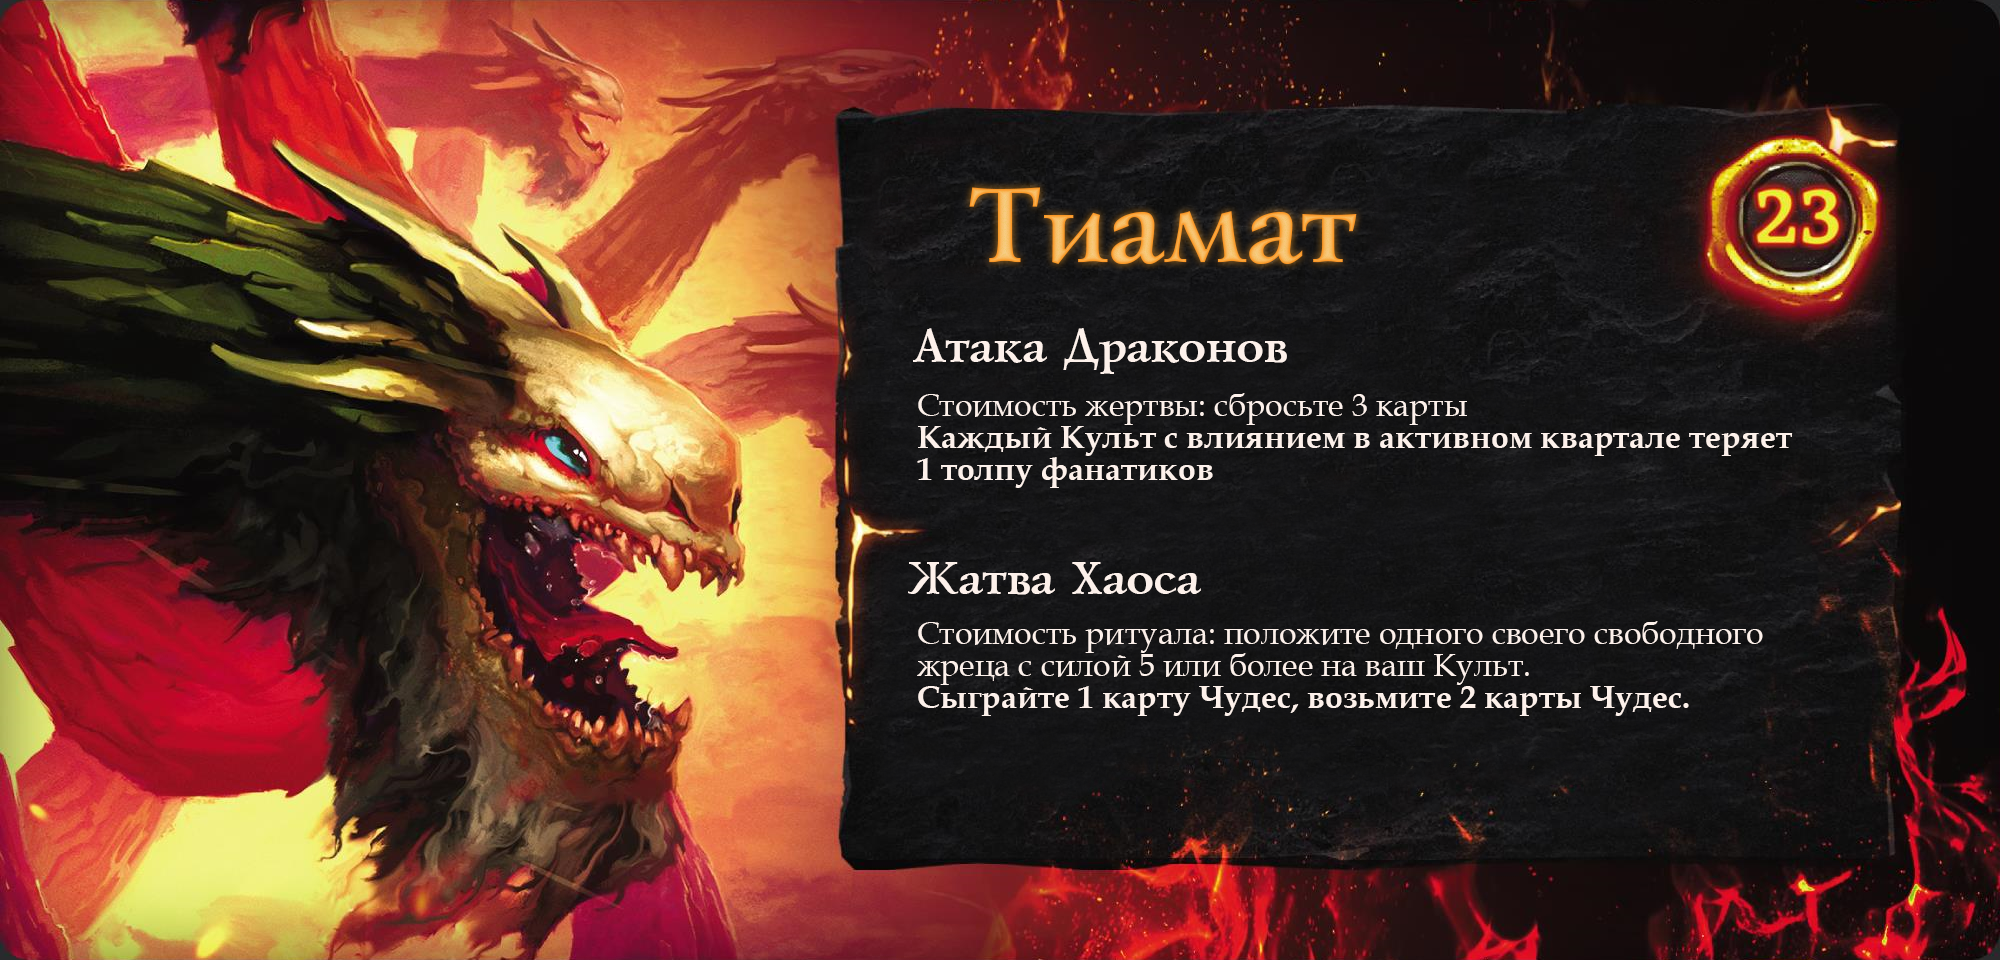 Тиамат
23
Атака Драконов
Стоимость жертвы: сбросьте 3 карты
Каждый Культ с влиянием в активном квартале теряет
1 толпу фанатиков
Жатва Хаоса
Стоимость ритуала: положите одного своего свободного
жреца с силой 5 или более на ваш Культ.
Сыграйте 1 карту Чудес, возьмите 2 карты Чудес.